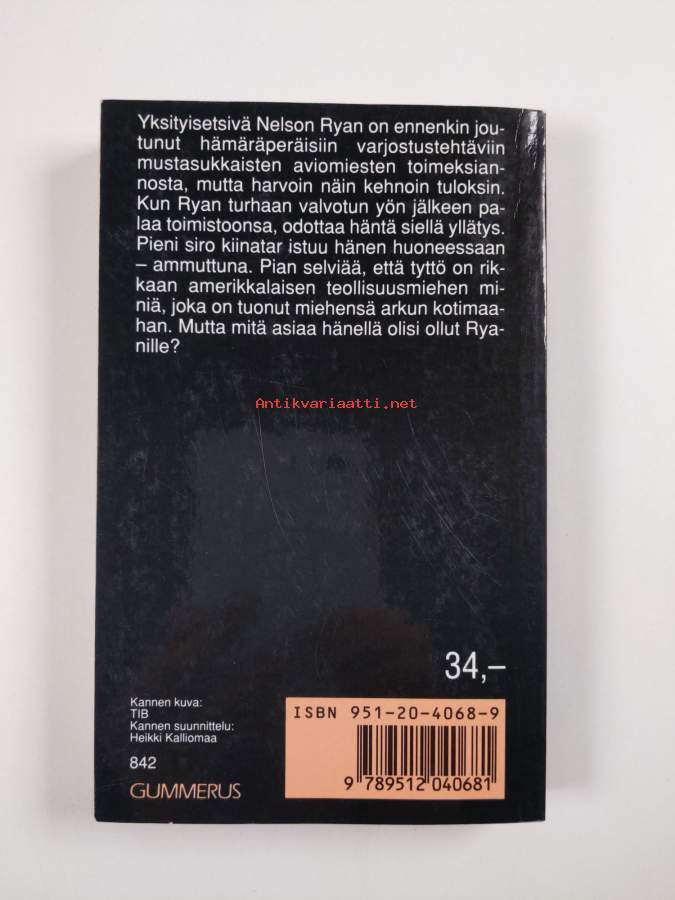 Yksityisetsivä Nelson Ryan on ennenkin jou-
tunut hämäräperäisiin varjostustehtäviin
mustasukkaisten aviomiesten toimeksian-
nosta, mutta harvoin näin kehnoin tuloksin.
Kun Ryan turhaan valvotun yön jälkeen pa-
laa toimistoonsa, odottaa häntä siellä yllätys.
Pieni siro kiinatar istuu hänen huoneessaan
– ammuttuna. Pian selviää, että tyttö on rik-
kaan amerikkalaisen teollisuusmiehen mi-
niä, joka on tuonut miehensä arkun kotimaa-
han. Mutta mitä asiaa hänellä olisi ollut Rya-
nille?
Antikvariaatti.net
34,–
Kannen kuva:
TIB
Kannen suunnittelu:
Heikki Kalliomaa
842
GUMMERUS
ISBN 951-20-4068-9
9 789512 040681